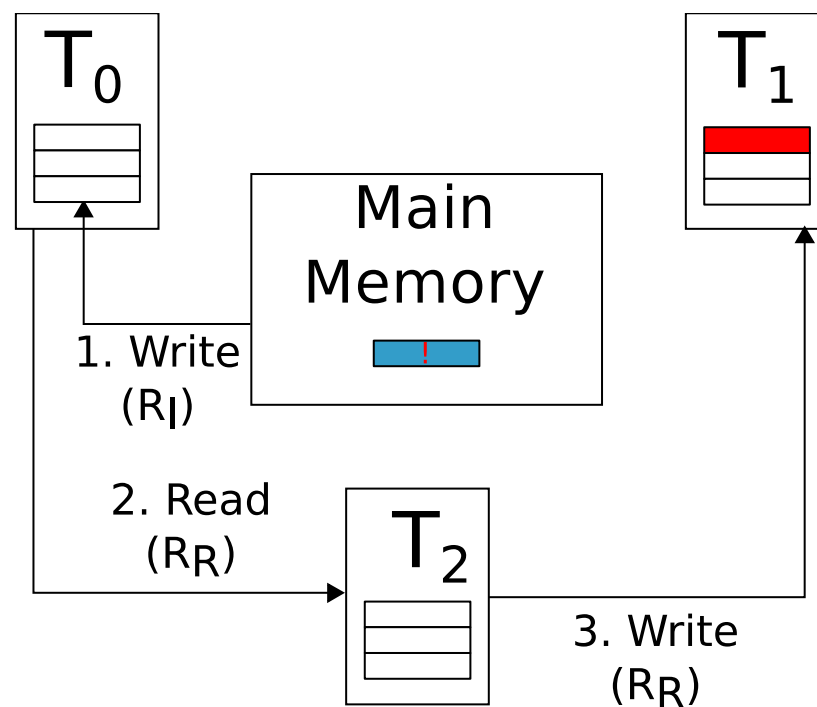 T0
T1
Main
Memory
!
1. Write
(RI)
2. Read
(RR)
T2
3. Write
(RR)